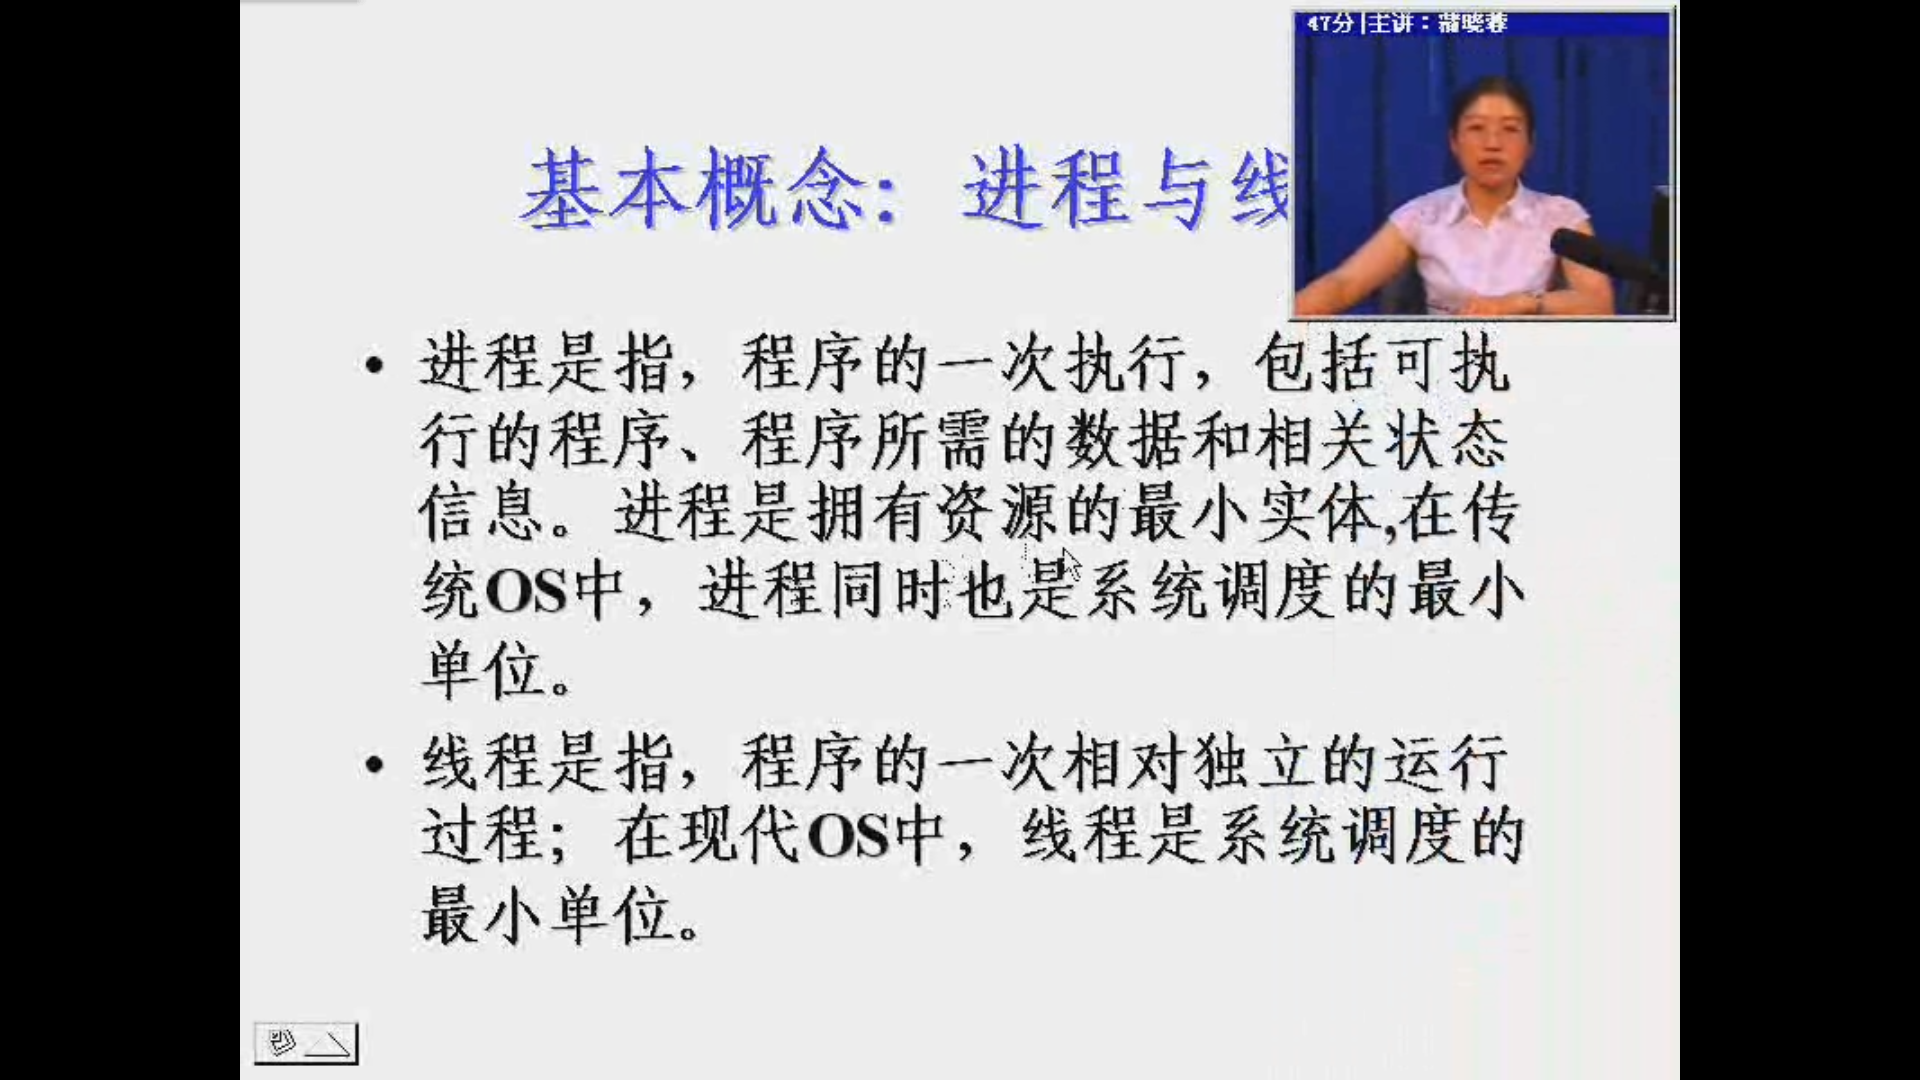 47分|主讲：蒲晓蓉
基本概念：进程与线
• 进程是指，程序的一次执行，包括可执
行的程序、程序所需的数据和相关状态
信息。进程是拥有资源的最小实体,在传
统OS中，进程同时也是系统调度的最小
单位。
• 线程是指，程序的一次相对独立的运行
过程；在现代OS中，线程是系统调度的
最小单位。